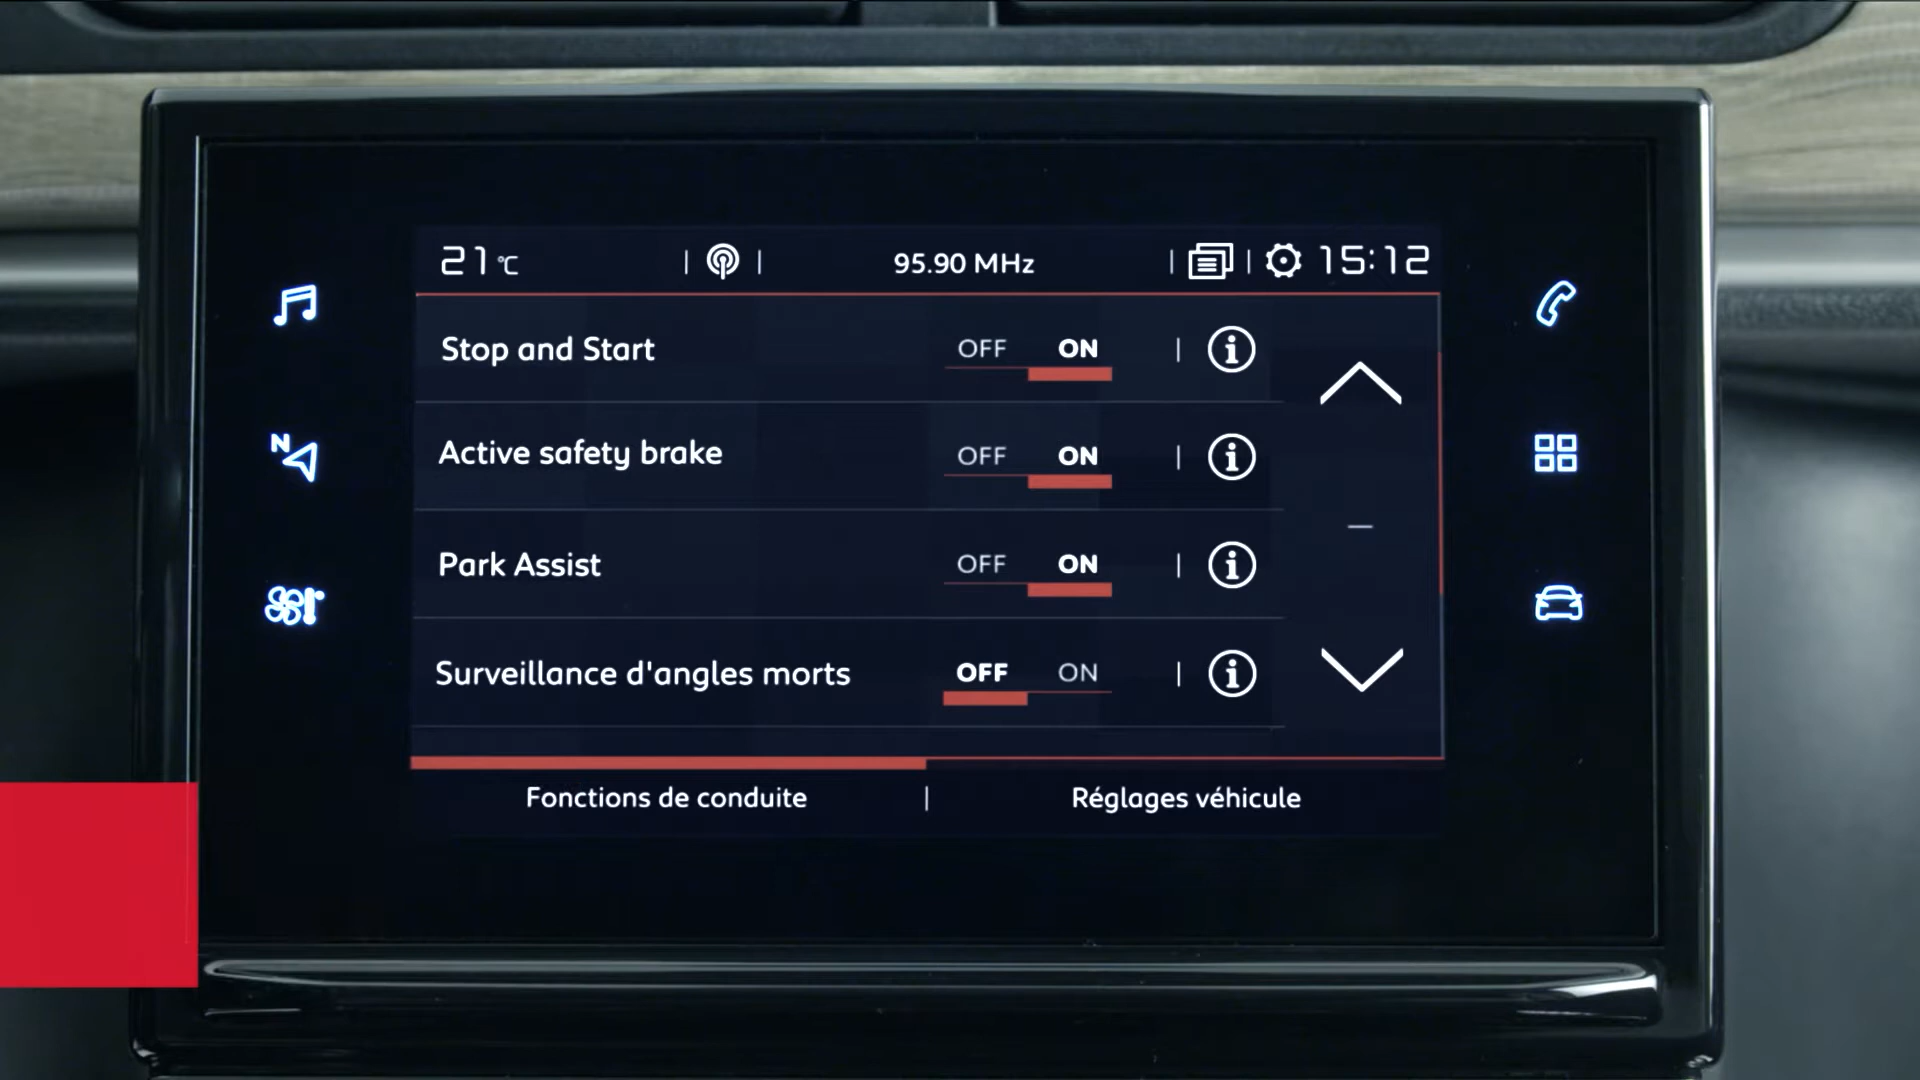 21 °C 95.90 MHz 15:12
Stop and Start OFF ON
Active safety brake OFF ON
N
Park Assist OFF ON
Surveillance d'angles morts OFF ON
Fonctions de conduite Réglages véhicule